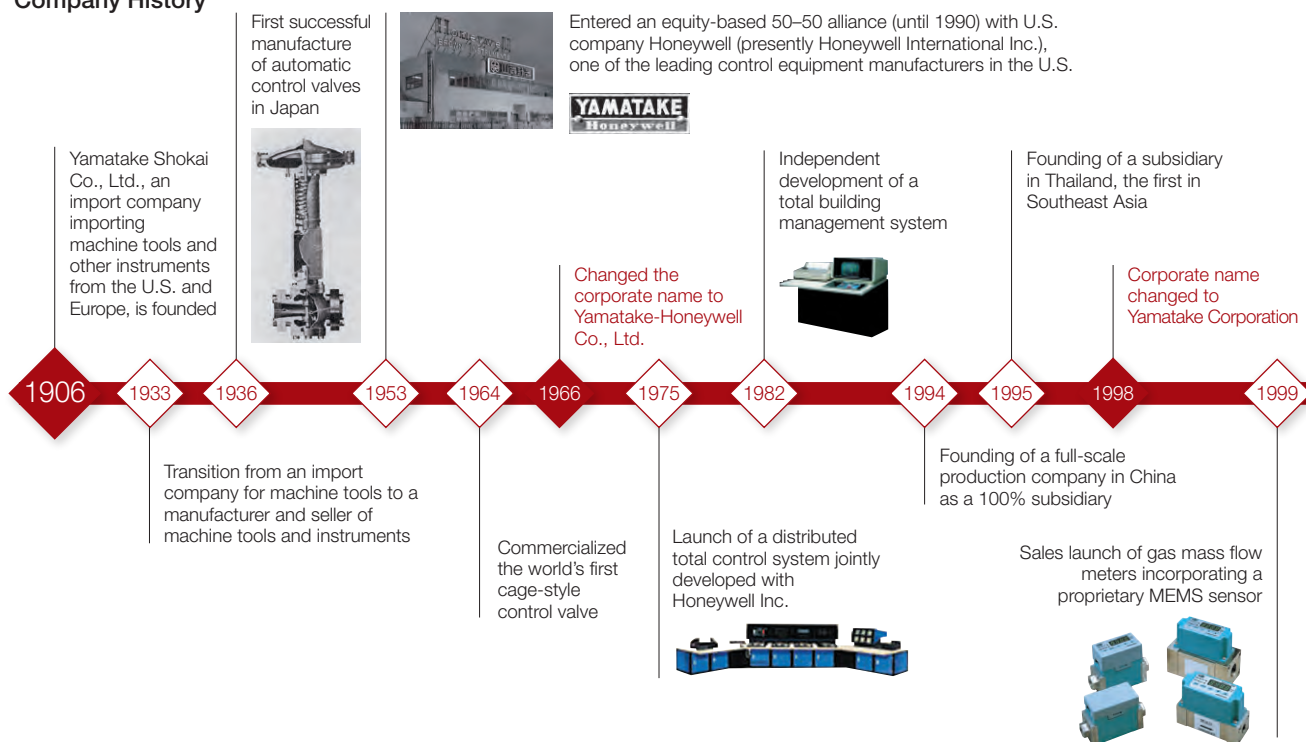 Company History
First successful
manufacture
of automatic
control valves
in Japan
Entered an equity-based 50–50 alliance (until 1990) with U.S.
company Honeywell (presently Honeywell International Inc.),
one of the leading control equipment manufacturers in the U.S.
YAMATAKE
Honeywell
Yamatake Shokai
Co., Ltd., an
import company
importing
machine tools and
other instruments
from the U.S. and
Europe, is founded
Changed the
corporate name to
Yamatake-Honeywell
Co., Ltd.
Independent
development of a
total building
management system
Founding of a subsidiary
in Thailand, the first in
Southeast Asia
Corporate name
changed to
Yamatake Corporation
1906 1933 1936 1953 1964 1966 1975 1982 1994 1995 1998 1999
Transition from an import
company for machine tools to a
manufacturer and seller of
machine tools and instruments
Commercialized
the world's first
cage-style
control valve
Launch of a distributed
total control system jointly
developed with
Honeywell Inc.
Founding of a full-scale
production company in China
as a 100% subsidiary
Sales launch of gas mass flow
meters incorporating a
proprietary MEMS sensor